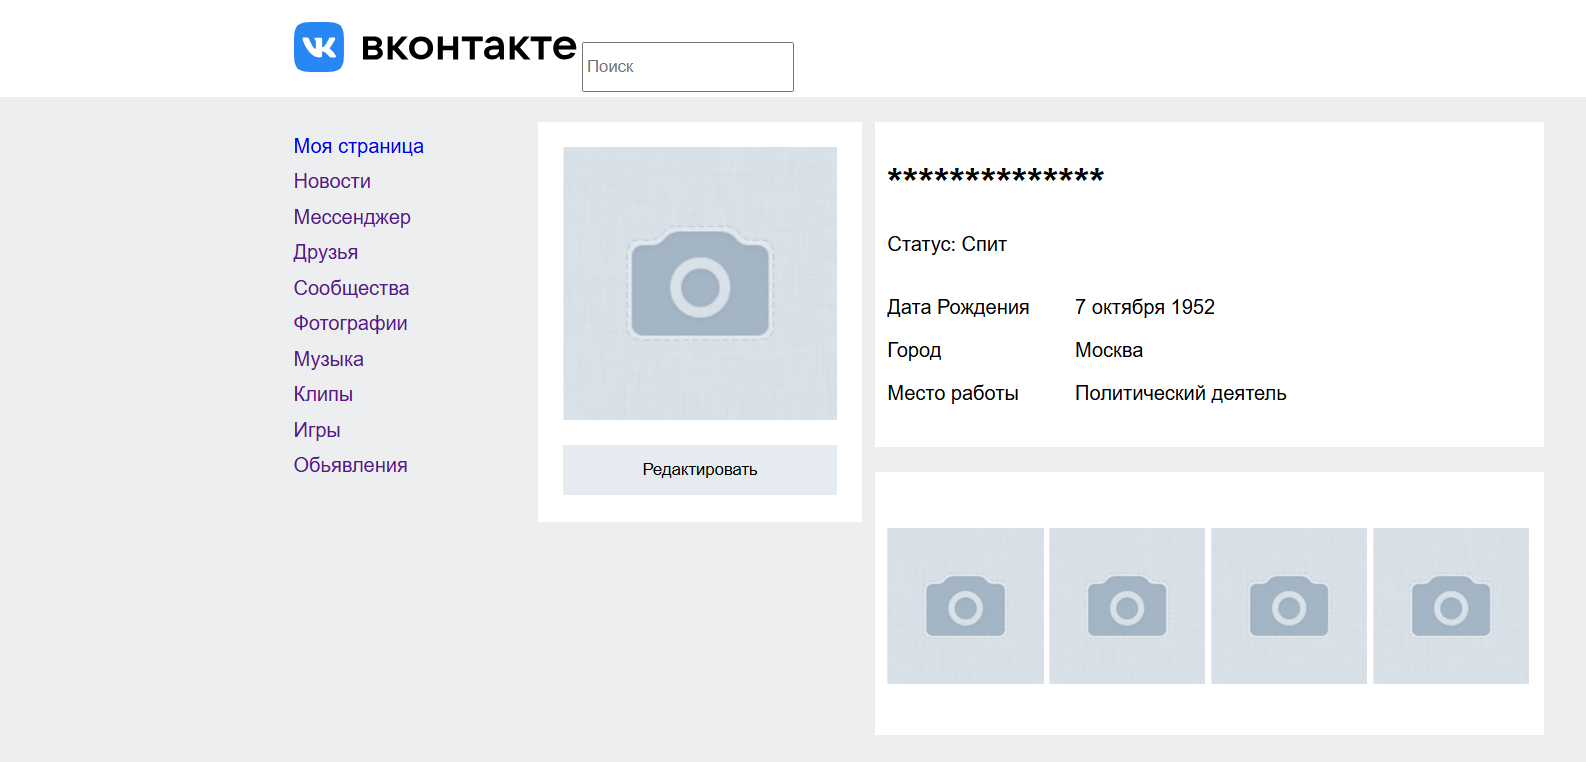 вконтакте
Поиск
Моя страница
Новости
Мессенджер
Друзья
Сообщества
Фотографии
Музыка
Клипы
Игры
Обьявления
Редактировать
**************
Статус: Спит
Дата Рождения 7 октября 1952
Город Москва
Место работы Политический деятель